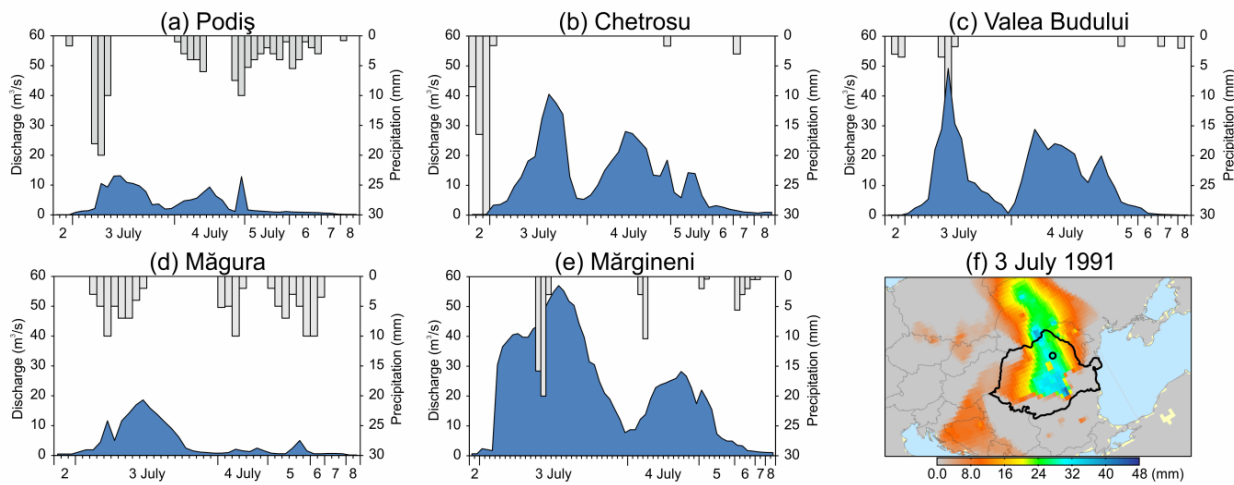 (a) Podiş
(b) Chetrosu
(c) Valea Budului
60 50 40 30 20 10 0
Discharge (m³/s)
0 5 10 15 20 25 30
Precipitation (mm)
2 3 July 4 July 5 July 6 7 8
60 50 40 30 20 10 0
Discharge (m³/s)
0 5 10 15 20 25 30
Precipitation (mm)
2 3 July 4 July 5 July 6 7 8
60 50 40 30 20 10 0
Discharge (m³/s)
0 5 10 15 20 25 30
Precipitation (mm)
2 3 July 4 July 5 6 7 8
(d) Măgura
(e) Mărgineni
(f) 3 July 1991
60 50 40 30 20 10 0
Discharge (m³/s)
0 5 10 15 20 25 30
Precipitation (mm)
2 3 July 4 July 5 6 7 8
60 50 40 30 20 10 0
Discharge (m³/s)
0 5 10 15 20 25 30
Precipitation (mm)
2 3 July 4 July 5 6 7 8
0.0 8.0 16 24 32 40 48 (mm)